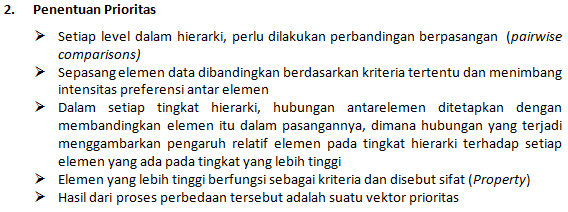 2. Penentuan Prioritas
➢ Setiap level dalam hierarki, perlu dilakukan perbandingan berpasangan (pairwise
comparisons)
➢ Sepasang elemen data dibandingkan berdasarkan kriteria tertentu dan menimbang
intensitas preferensi antar elemen
➢ Dalam setiap tingkat hierarki, hubungan antarelemen ditetapkan dengan
membandingkan elemen itu dalam pasangannya, dimana hubungan yang terjadi
menggambarkan pengaruh relatif elemen pada tingkat hierarki terhadap setiap
elemen yang ada pada tingkat yang lebih tinggi
➢ Elemen yang lebih tinggi berfungsi sebagai kriteria dan disebut sifat (Property)
➢ Hasil dari proses perbedaan tersebut adalah suatu vektor prioritas